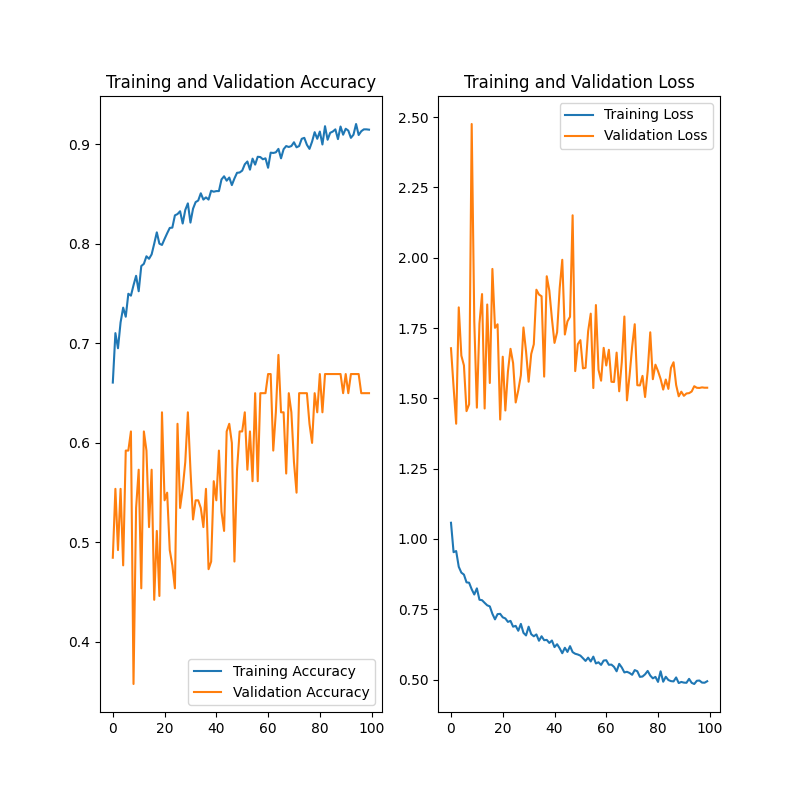 Training and Validation Accuracy
0.9
0.8
0.7
0.6
0.5
0.4
0 20 40 60 80 100
Training Accuracy
Validation Accuracy
Training and Validation Loss
2.50
2.25
2.00
1.75
1.50
1.25
1.00
0.75
0.50
0 20 40 60 80 100
Training Loss
Validation Loss